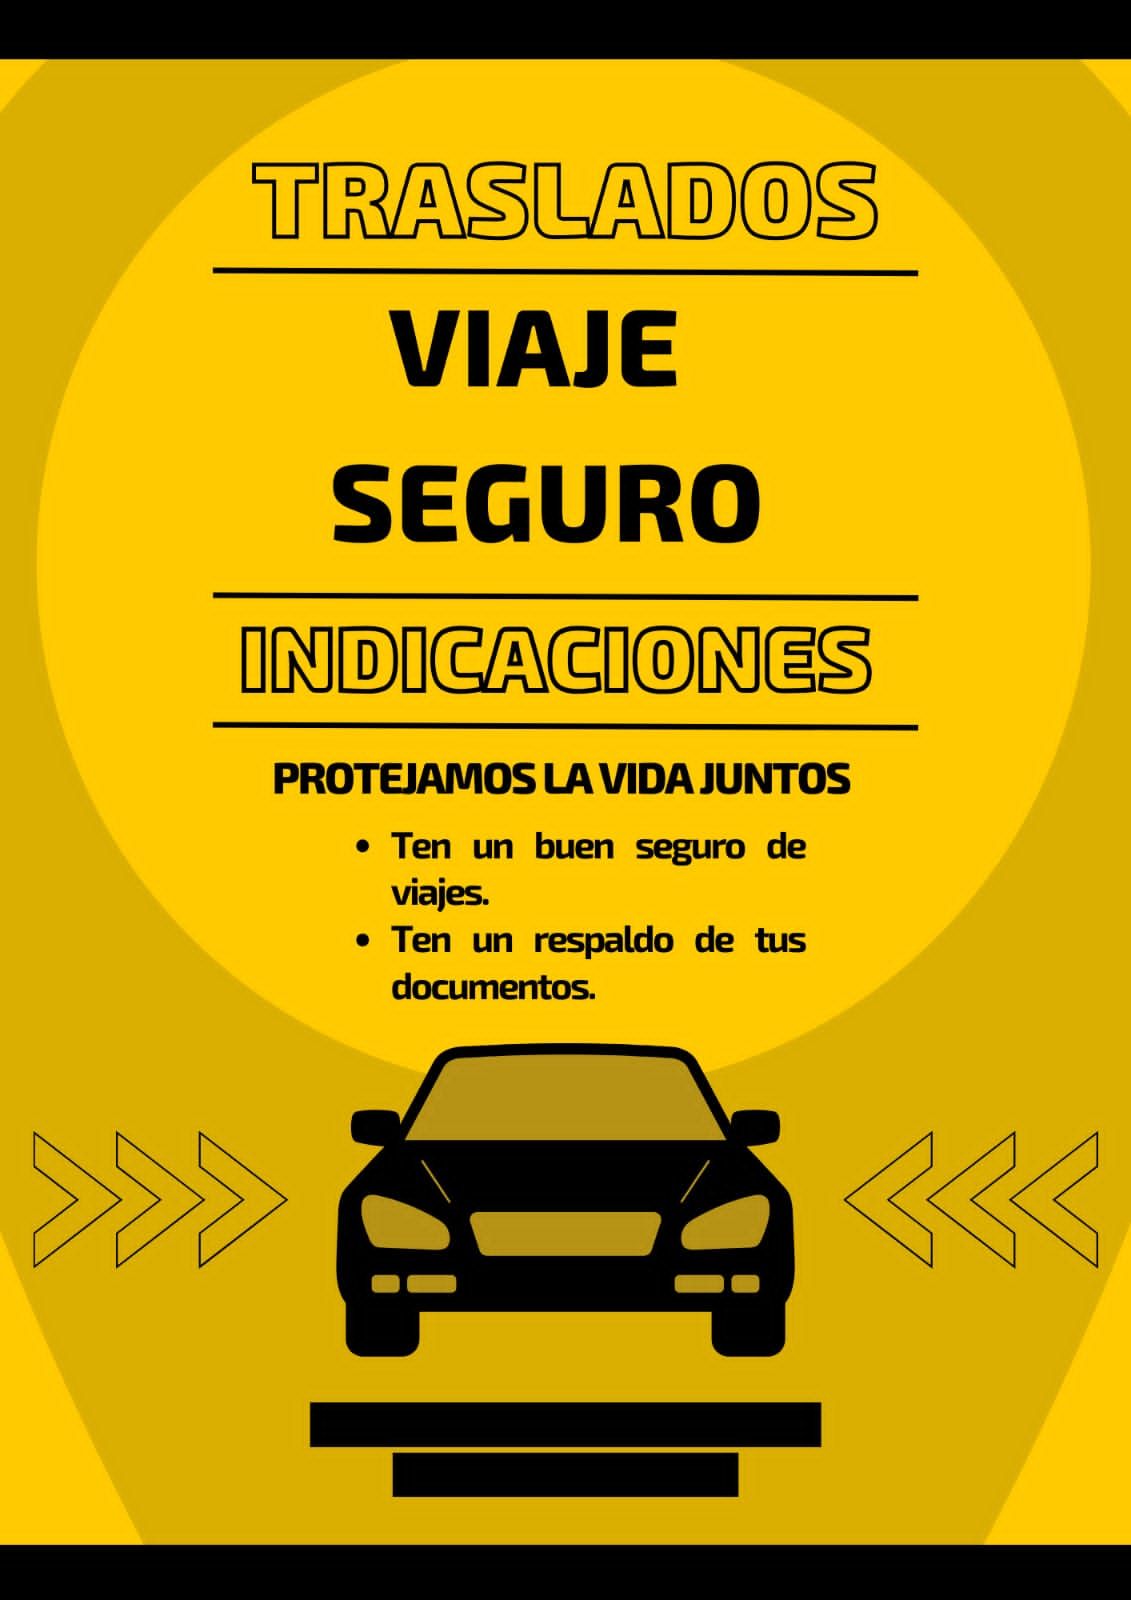 TRASLADOS
VIAJE
SEGURO
INDICACIONES
PROTEJAMOS LA VIDA JUNTOS
• Ten un buen seguro de
viajes.
• Ten un respaldo de tus
documentos.